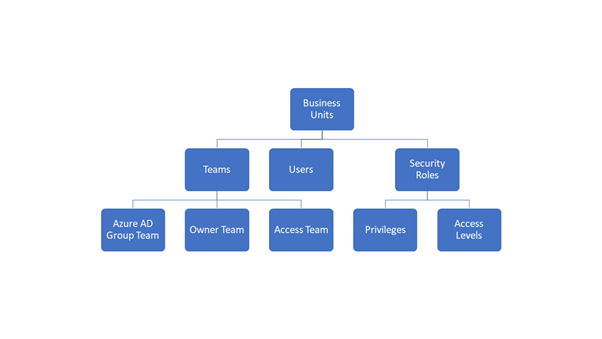 Business
Units
Teams
Users
Security
Roles
Azure AD
Group Team
Owner Team
Access Team
Privileges
Access
Levels